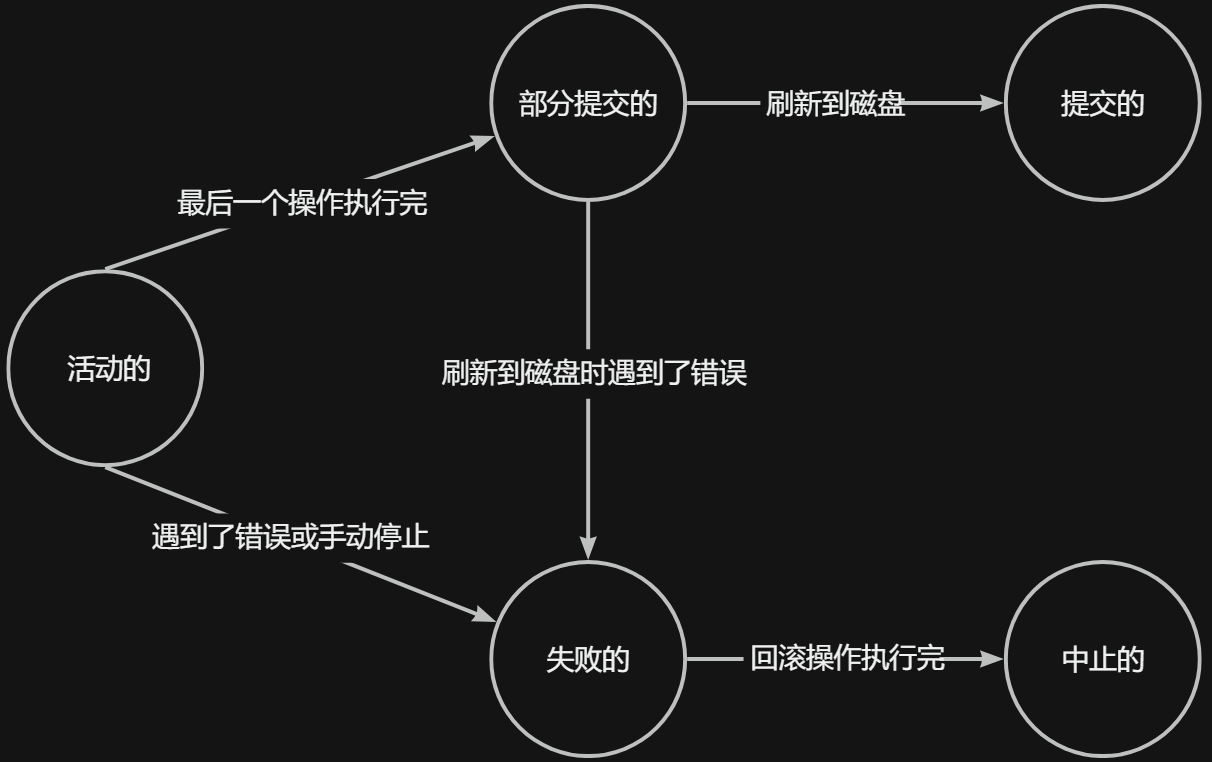 部分提交的
刷新到磁盘
提交的
最后一个操作执行完
活动的
刷新到磁盘时遇到了错误
遇到了错误或手动停止
失败的
回滚操作执行完
中止的